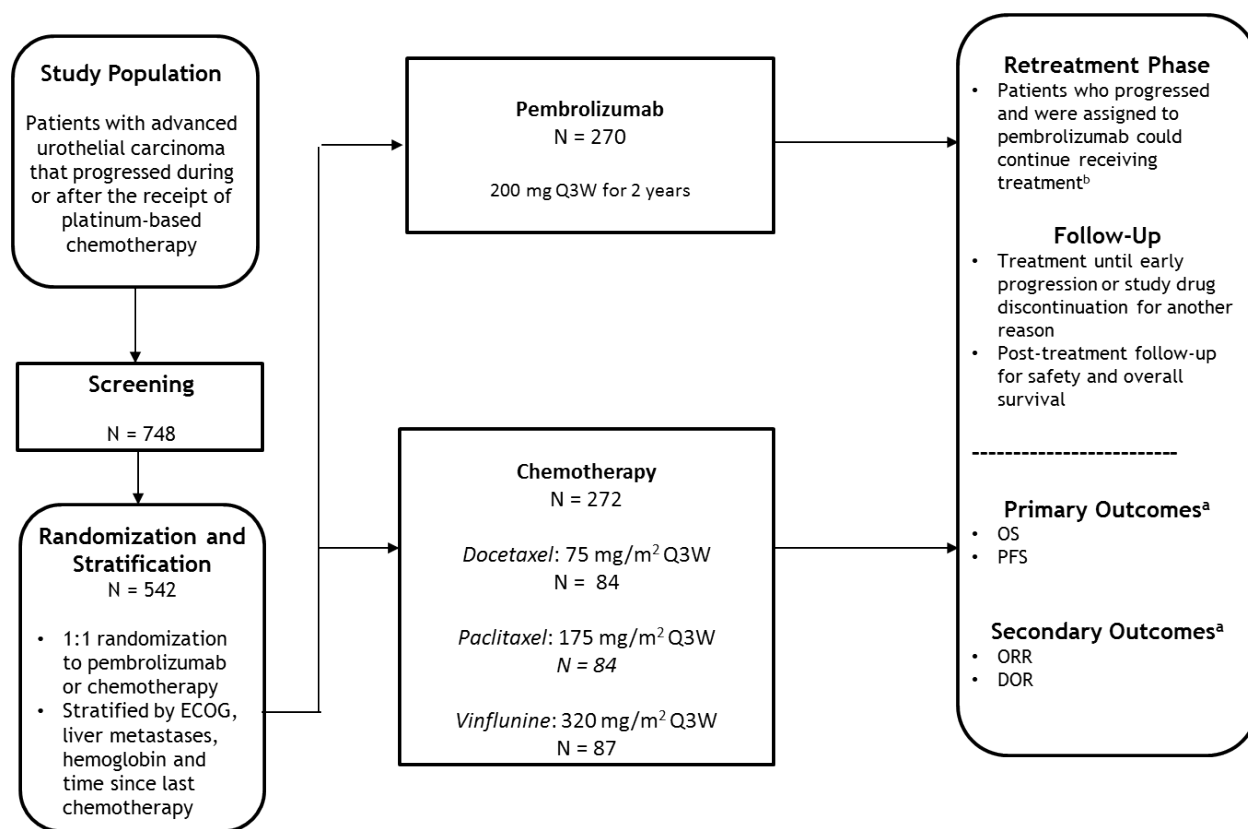 Study Population
Patients with advanced
urothelial carcinoma
that progressed during
or after the receipt of
platinum-based
chemotherapy
Screening
N = 748
Randomization and
Stratification
N = 542
• 1:1 randomization
to pembrolizumab
or chemotherapy
• Stratified by ECOG,
liver metastases,
hemoglobin and
time since last
chemotherapy
Pembrolizumab
N = 270
200 mg Q3W for 2 years
Chemotherapy
N = 272
Docetaxel: 75 mg/m² Q3W
N = 84
Paclitaxel: 175 mg/m² Q3W
N = 84
Vinflunine: 320 mg/m² Q3W
N = 87
Retreatment Phase
• Patients who progressed
and were assigned to
pembrolizumab could
continue receiving
treatmentᵇ
Follow-Up
• Treatment until early
progression or study drug
discontinuation for another
reason
• Post-treatment follow-up
for safety and overall
survival
-------------------------
Primary Outcomesᵃ
• OS
• PFS
Secondary Outcomesᵃ
• ORR
• DOR